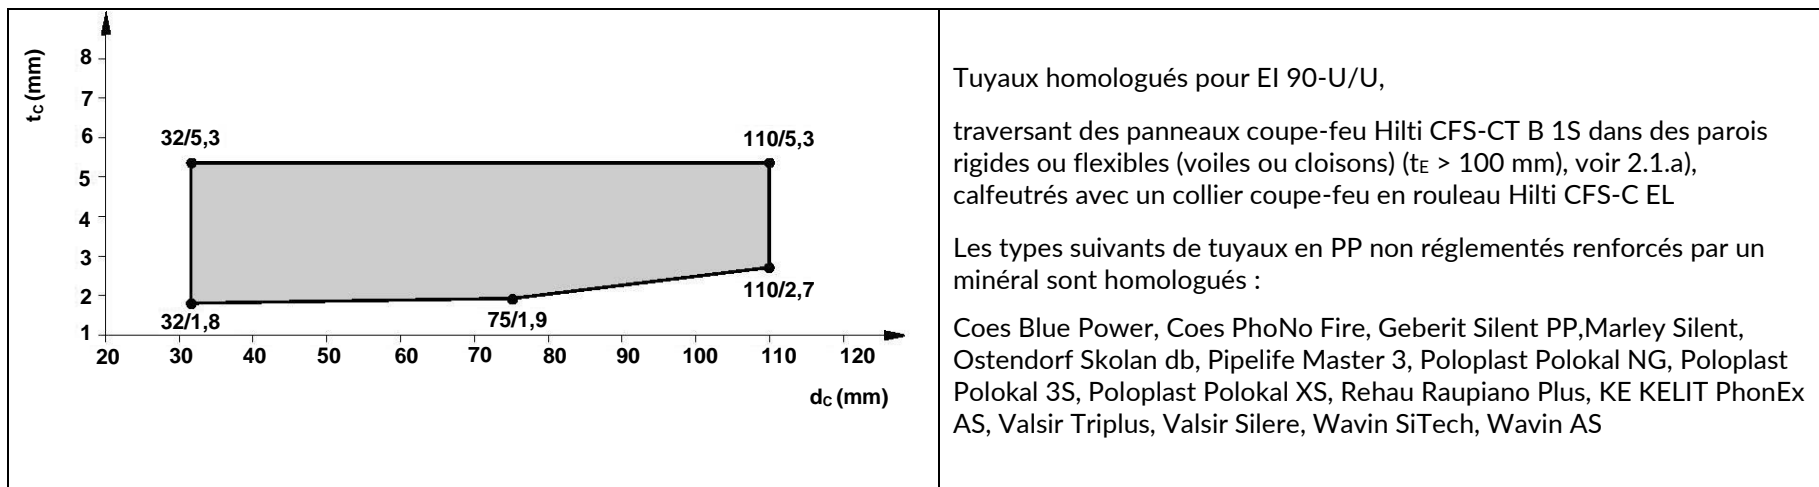 tC (mm)
8
7
6
5
4
3
2
1
32/5,3
110/5,3
32/1,8
75/1,9
110/2,7
20
30
40
50
60
70
80
90
100
110
120
dC (mm)
Tuyaux homologués pour EI 90-U/U,
traversant des panneaux coupe-feu Hilti CFS-CT B 1S dans des parois
rigides ou flexibles (voiles ou cloisons) (tE > 100 mm), voir 2.1.a),
calfeutrés avec un collier coupe-feu en rouleau Hilti CFS-C EL
Les types suivants de tuyaux en PP non réglementés renforcés par un
minéral sont homologués :
Coes Blue Power, Coes PhoNo Fire, Geberit Silent PP,Marley Silent,
Ostendorf Skolan db, Pipelife Master 3, Poloplast Polokal NG, Poloplast
Polokal 3S, Poloplast Polokal XS, Rehau Raupiano Plus, KE KELIT PhonEx
AS, Valsir Triplus, Valsir Silere, Wavin SiTech, Wavin AS